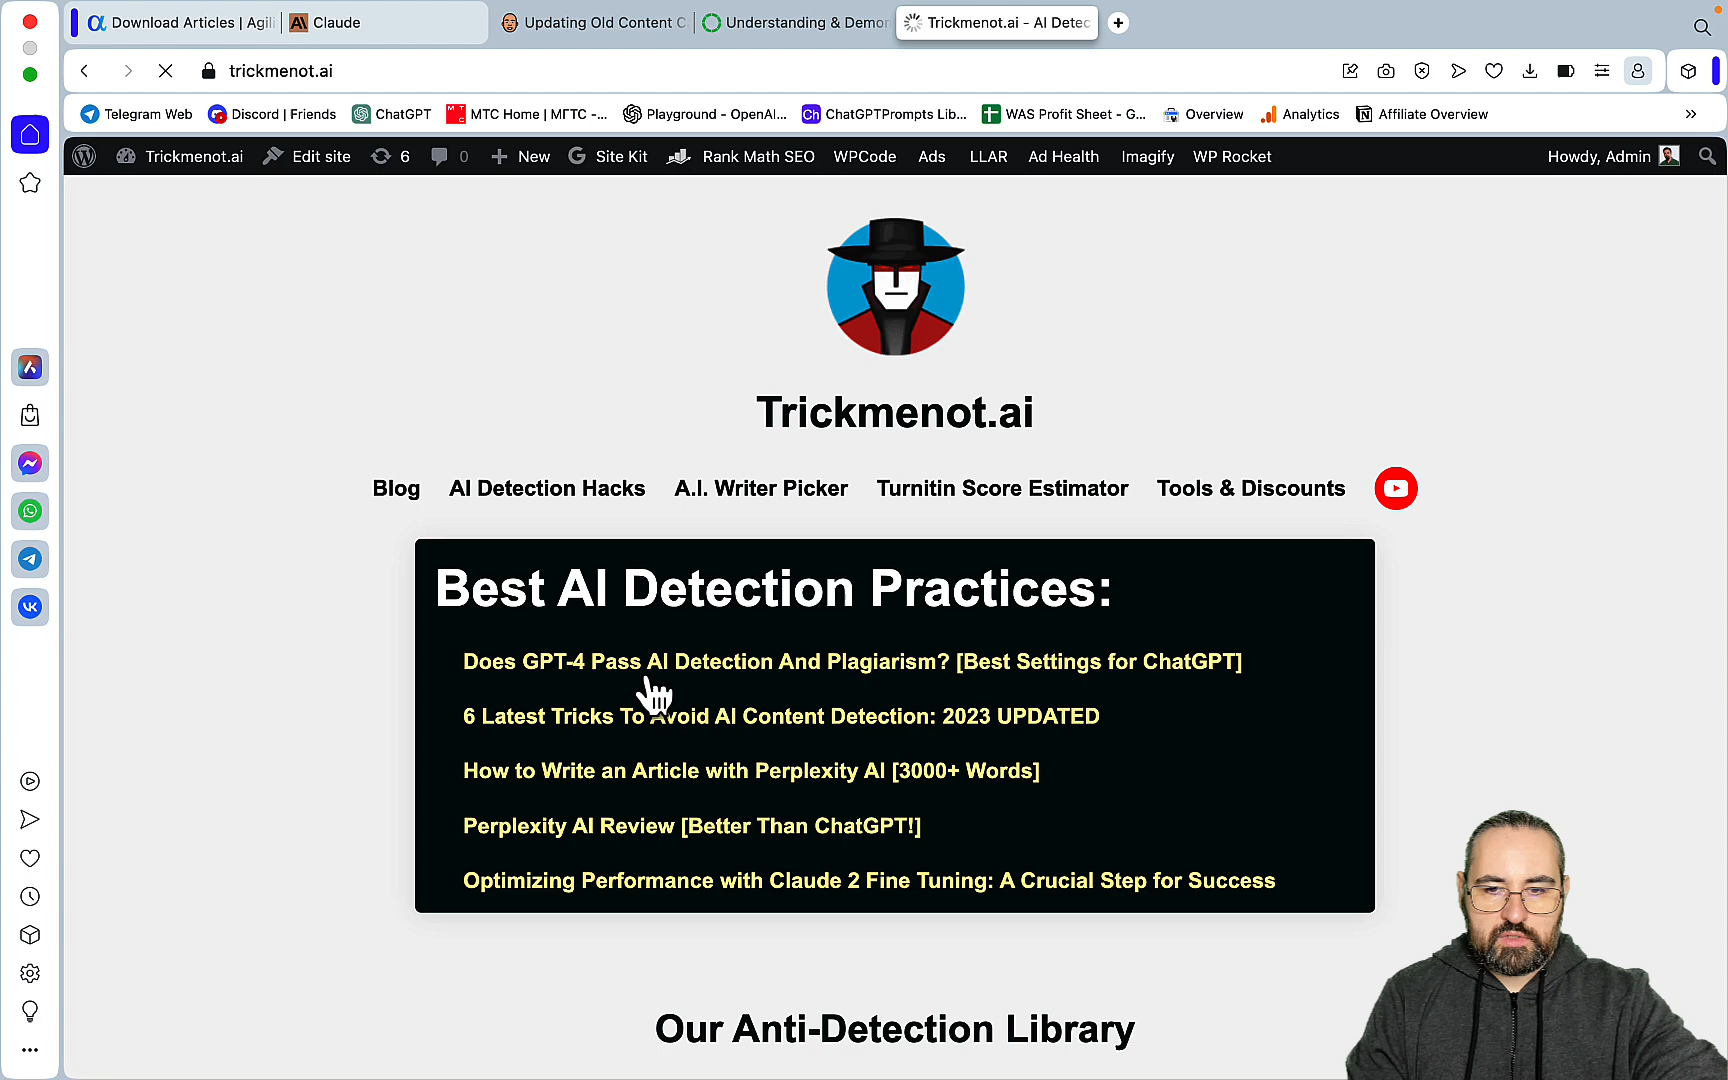 Download Articles | Agil
Claude
Updating Old Content C
Understanding & Demon
Trickmenot.ai - AI Detec
trickmenot.ai
Telegram Web
Discord | Friends
ChatGPT
МТС Home | МГТС -...
Playground - OpenAI...
Ch
ChatGPTPrompts Lib...
WAS Profit Sheet - G...
Overview
Analytics
Affiliate Overview
Trickmenot.ai
Edit site
6
0
New
Site Kit
Rank Math SEO
WPCode
Ads
LLAR
Ad Health
Imagify
WP Rocket
Howdy, Admin
Trickmenot.ai
Blog
AI Detection Hacks
A.I. Writer Picker
Turnitin Score Estimator
Tools & Discounts
Best AI Detection Practices:
Does GPT-4 Pass AI Detection And Plagiarism? [Best Settings for ChatGPT]
6 Latest Tricks To Avoid AI Content Detection: 2023 UPDATED
How to Write an Article with Perplexity AI [3000+ Words]
Perplexity AI Review [Better Than ChatGPT!]
Optimizing Performance with Claude 2 Fine Tuning: A Crucial Step for Success
Our Anti-Detection Library